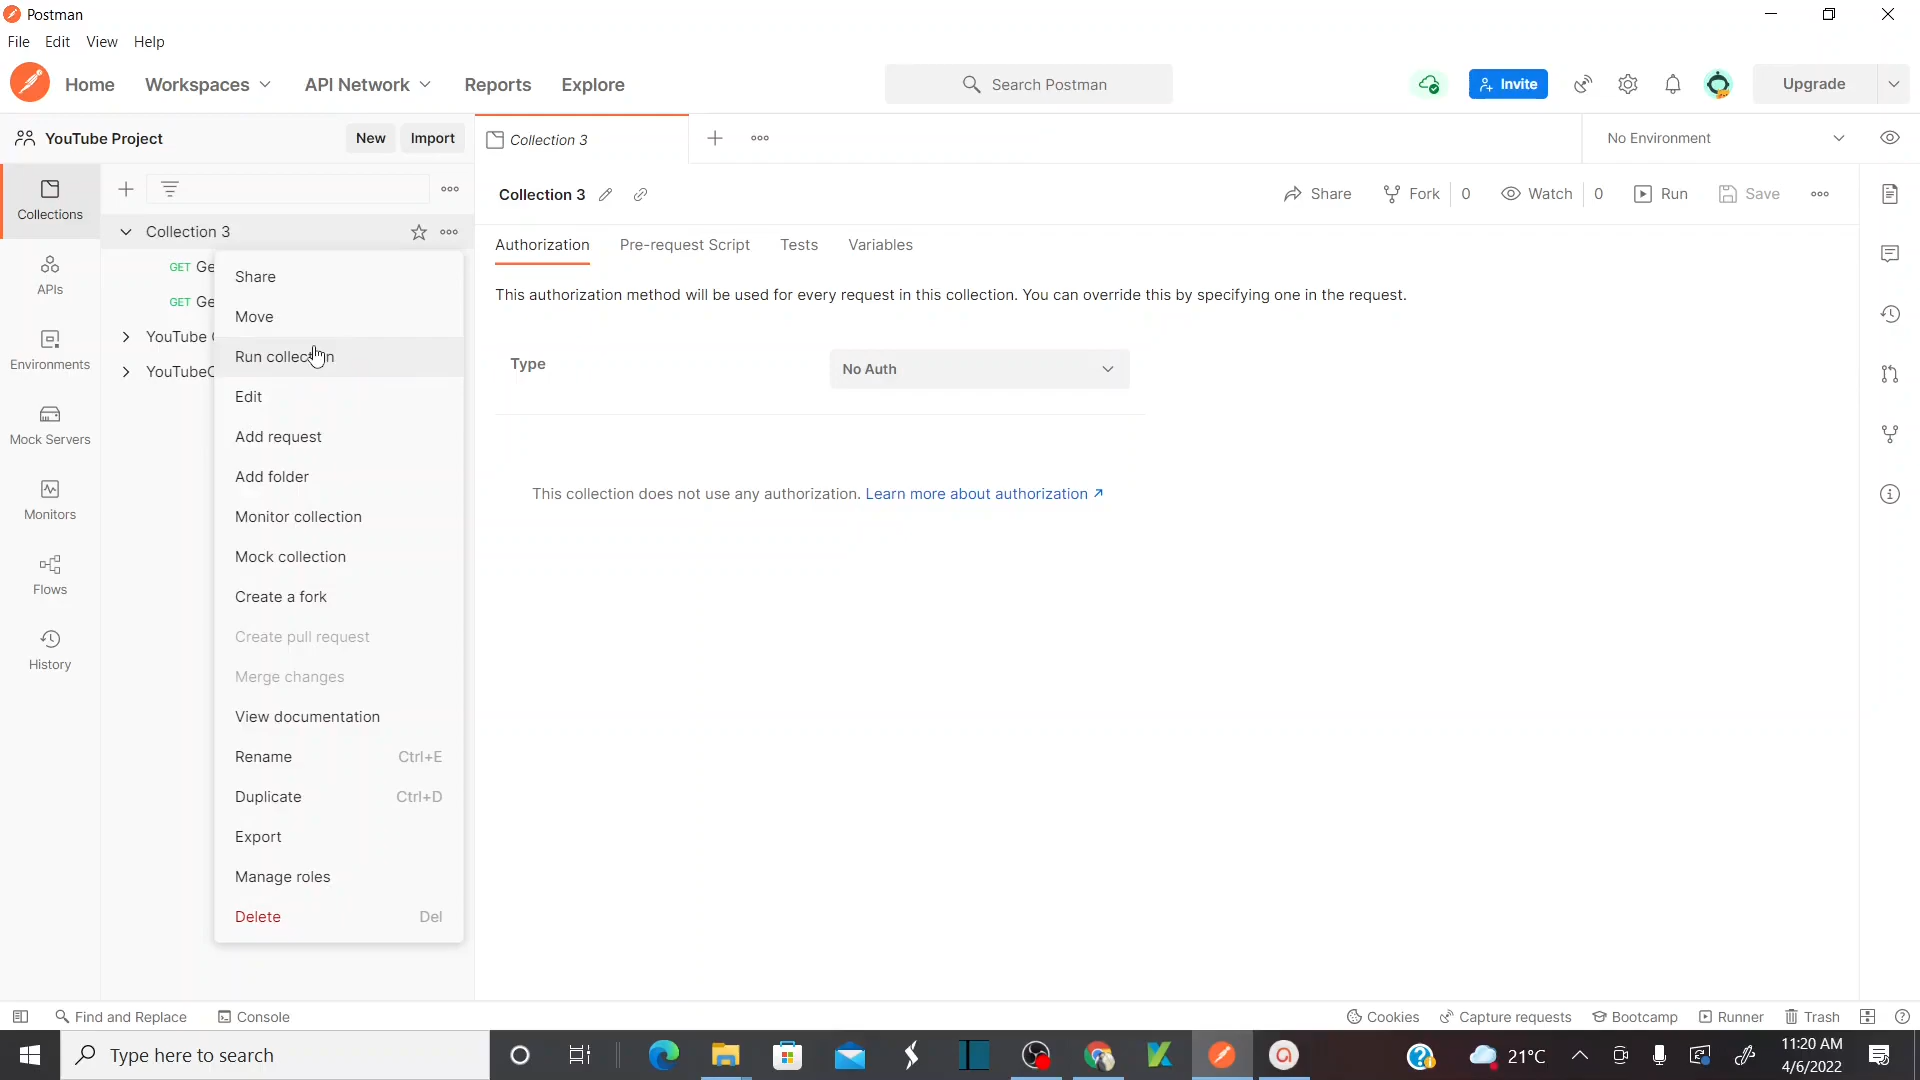 Postman
File Edit View Help
Home Workspaces API Network Reports Explore
Search Postman
Invite
Upgrade
YouTube Project
New Import
Collection 3
No Environment
Collections
APIs
Environments
Mock Servers
Monitors
Flows
History
Collection 3
GET Ge
GET Ge
YouTube
YouTubeC
Share
Move
Run collection
Edit
Add request
Add folder
Monitor collection
Mock collection
Create a fork
Create pull request
Merge changes
View documentation
Rename Ctrl+E
Duplicate Ctrl+D
Export
Manage roles
Delete Del
Collection 3
Share Fork 0 Watch 0 Run Save
Authorization Pre-request Script Tests Variables
This authorization method will be used for every request in this collection. You can override this by specifying one in the request.
Type No Auth
This collection does not use any authorization. Learn more about authorization ↗
Find and Replace Console
Cookies Capture requests Bootcamp Runner Trash
Type here to search
21°C
11:20 AM
4/6/2022